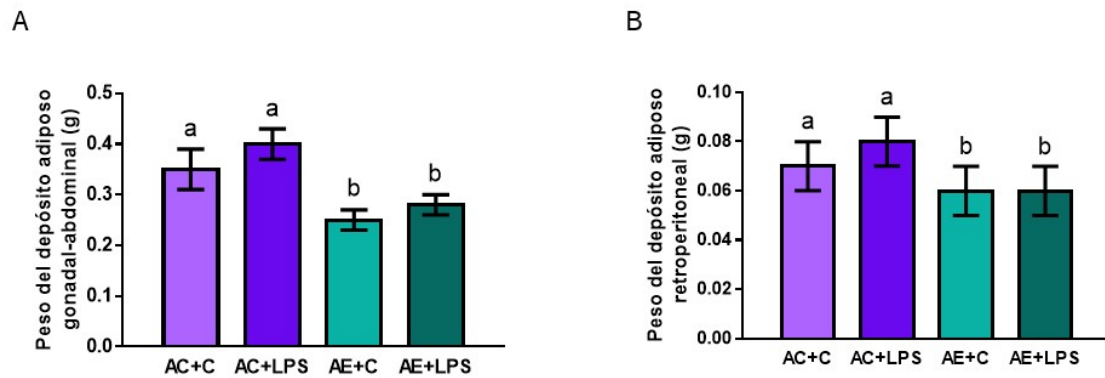 A
Peso del depósito adiposo
gonadal-abdominal (g)
0.5
0.4
0.3
0.2
0.1
0.0
a
a
b
b
AC+C AC+LPS AE+C AE+LPS
B
Peso del depósito adiposo
retroperitoneal (g)
0.10
0.08
0.06
0.04
0.02
0.00
a
a
b
b
AC+C AC+LPS AE+C AE+LPS